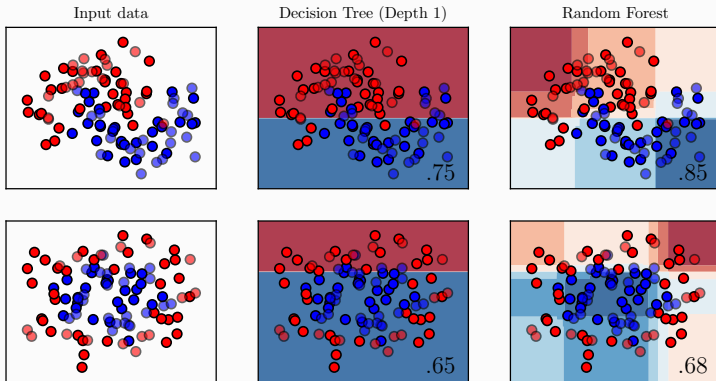 Input data
Decision Tree (Depth 1)
Random Forest
.75
.85
.65
.68